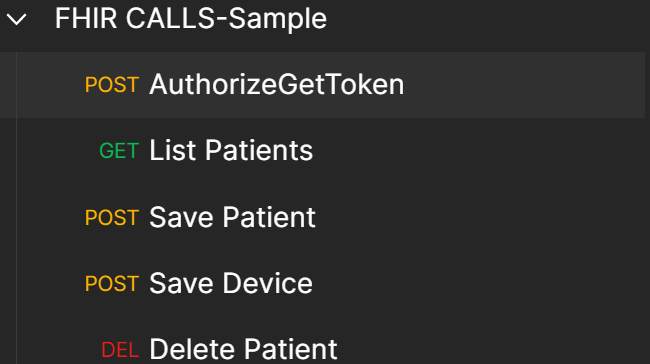 FHIR CALLS-Sample
POST AuthorizeGetToken
GET List Patients
POST Save Patient
POST Save Device
DEL Delete Patient